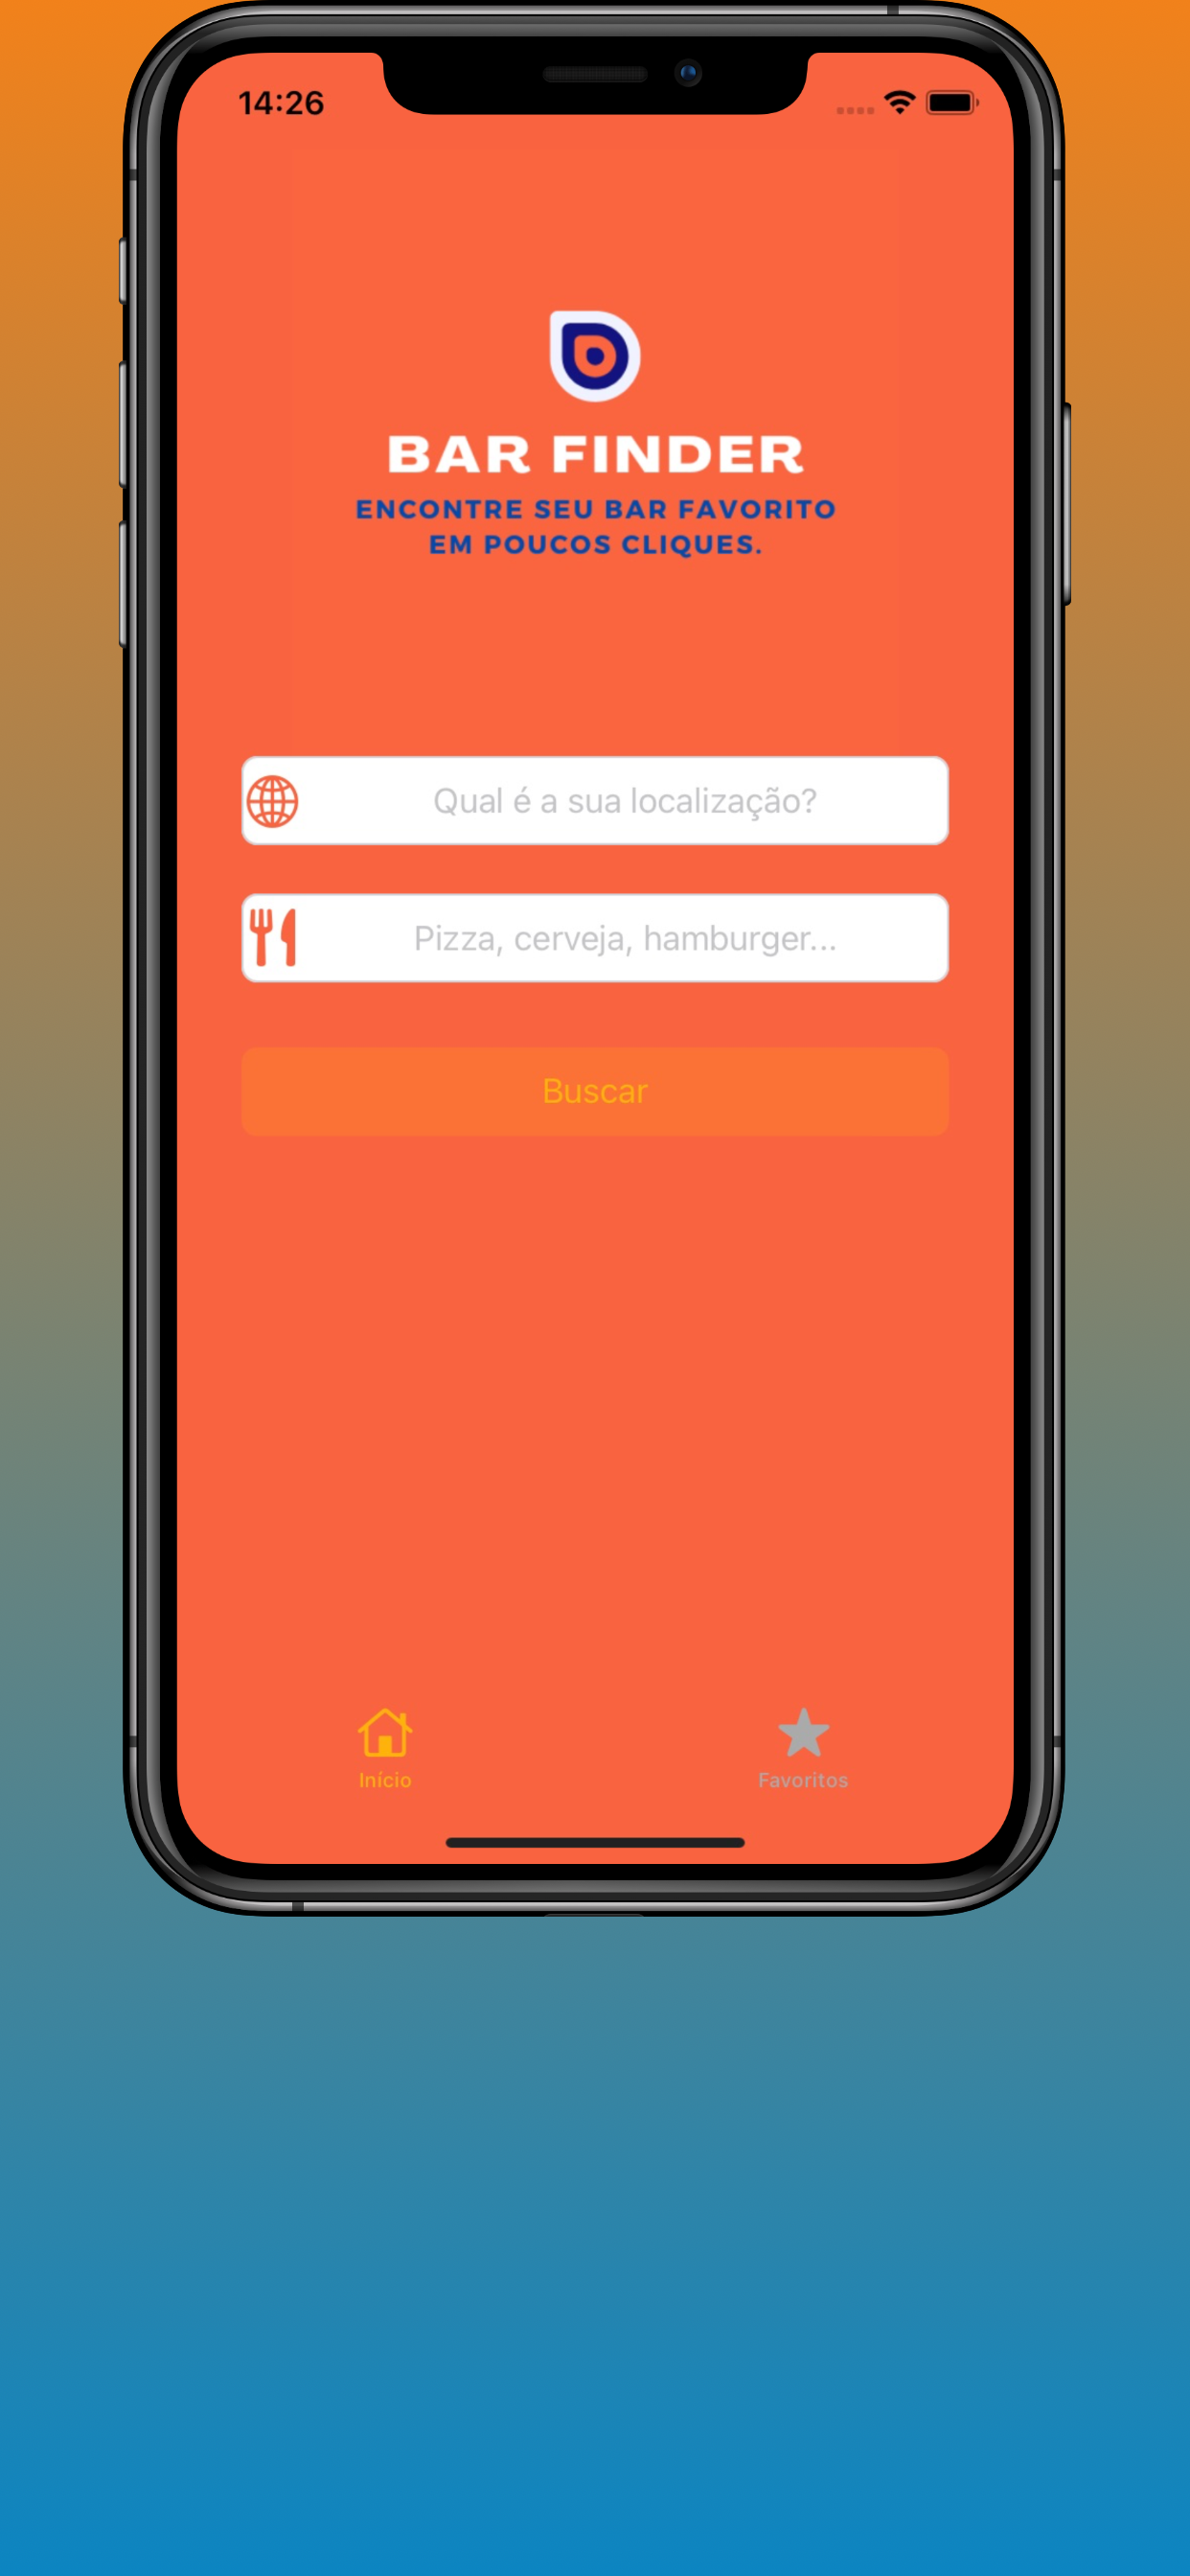 14:26
BAR FINDER
ENCONTRE SEU BAR FAVORITO
EM POUCOS CLIQUES.
Qual é a sua localização?
Pizza, cerveja, hamburger...
Buscar
Início
Favoritos